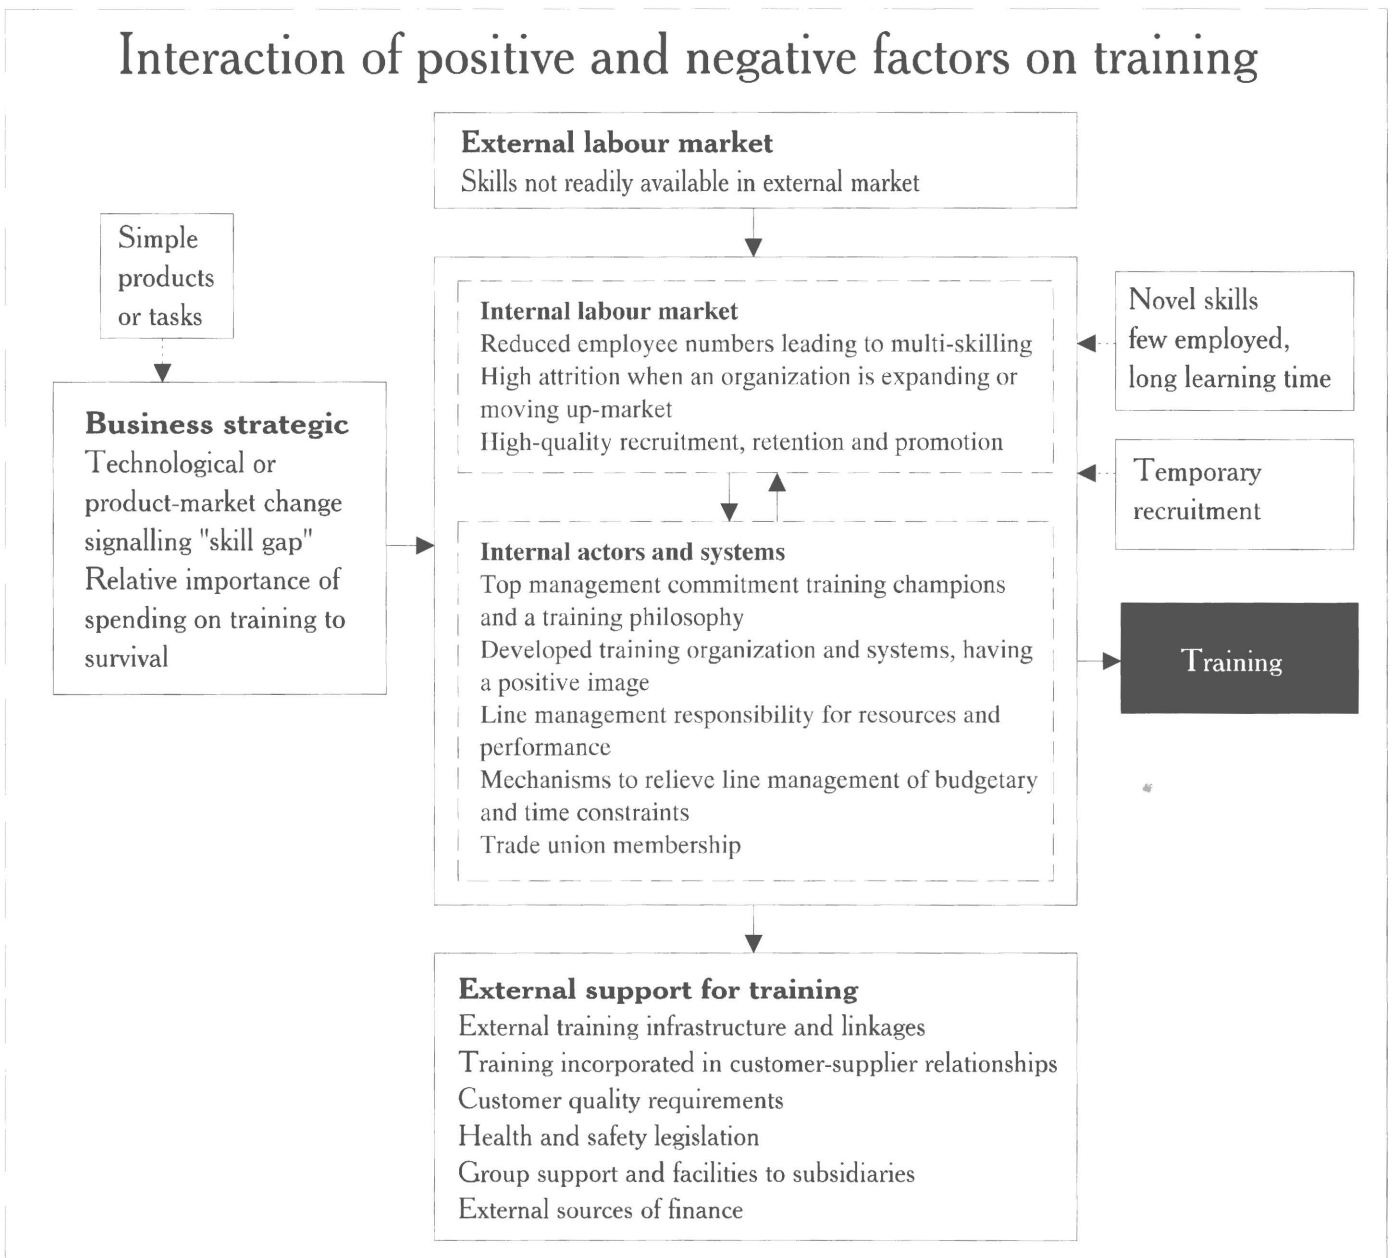 Interaction of positive and negative factors on training
External labour market
Skills not readily available in external market
Simple
products
or tasks
Business strategic
Technological or
product-market change
signalling "skill gap"
Relative importance of
spending on training to
survival
Internal labour market
Reduced employee numbers leading to multi-skilling
High attrition when an organization is expanding or
moving up-market
High-quality recruitment, retention and promotion
Internal actors and systems
Top management commitment training champions
and a training philosophy
Developed training organization and systems, having
a positive image
Line management responsibility for resources and
performance
Mechanisms to relieve line management of budgetary
and time constraints
Trade union membership
Novel skills
few employed,
long learning time
Temporary
recruitment
Training
External support for training
External training infrastructure and linkages
Training incorporated in customer-supplier relationships
Customer quality requirements
Health and safety legislation
Group support and facilities to subsidiaries
External sources of finance